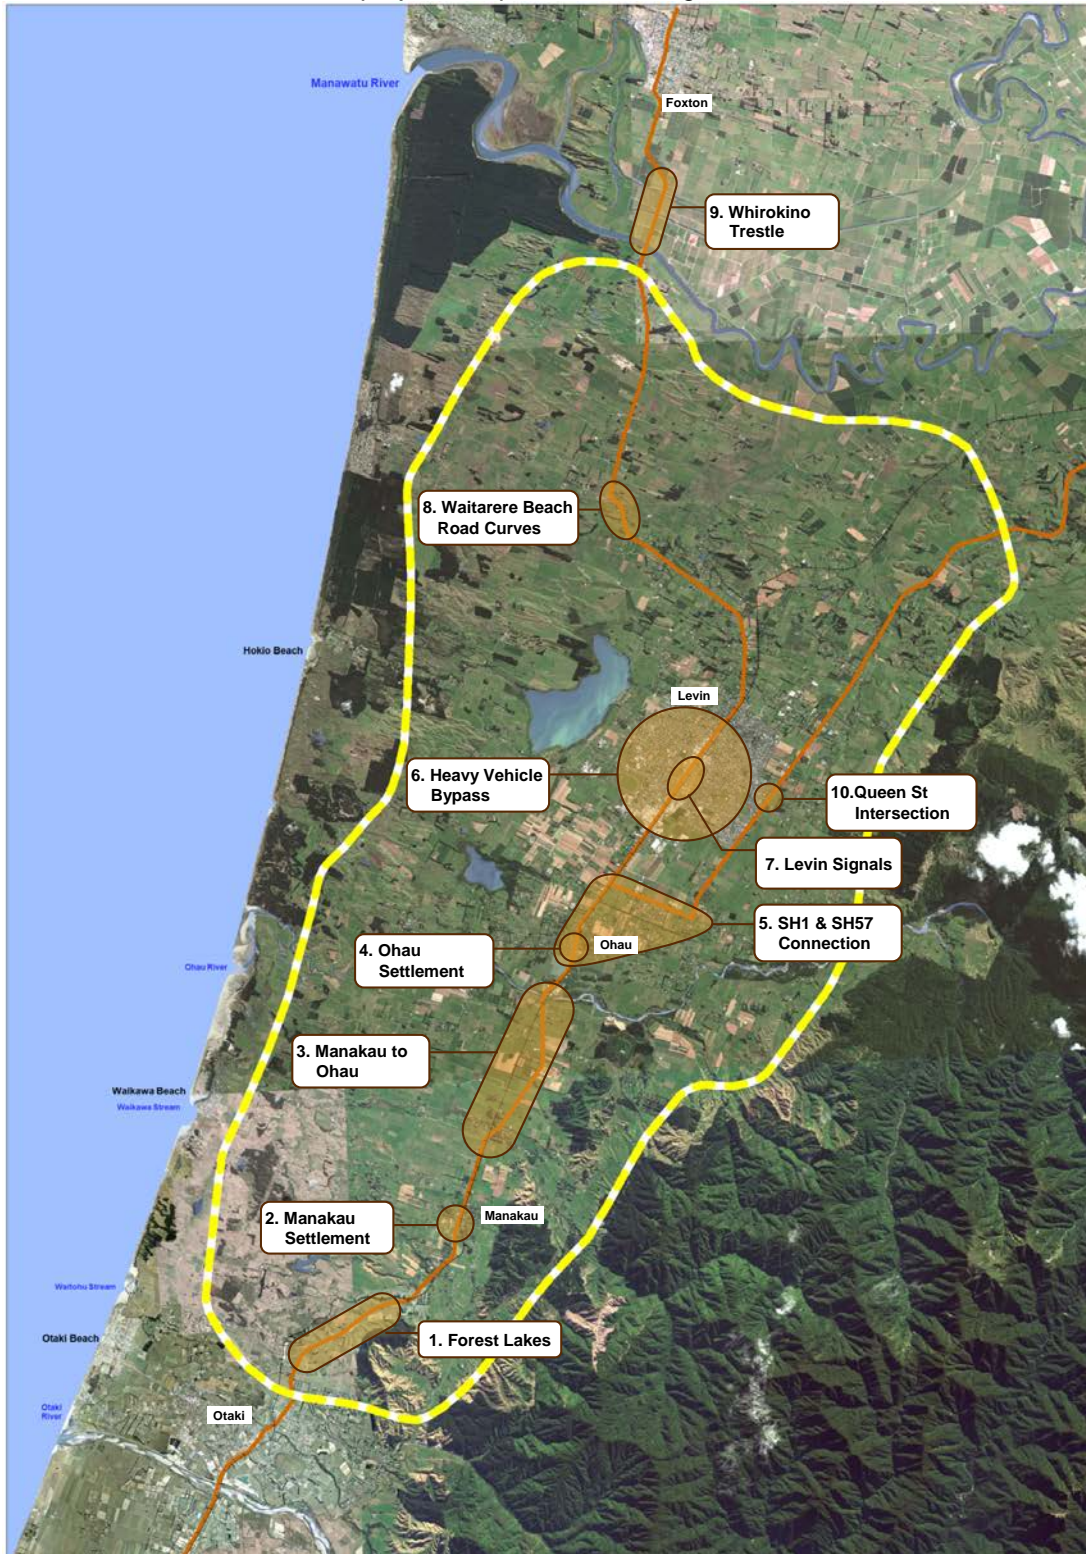 Manawatu River
Foxton
9. Whirokino
Trestle
8. Waitarere Beach
Road Curves
Hokio Beach
Levin
6. Heavy Vehicle
Bypass
10.Queen St
Intersection
7. Levin Signals
5. SH1 & SH57
Connection
4. Ohau
Settlement
Ohau
Ohau River
3. Manakau to
Ohau
Waikawa Beach
Waikawa Stream
2. Manakau
Settlement
Manakau
Waitohu Stream
Otaki Beach
1. Forest Lakes
Otaki
River
Otaki